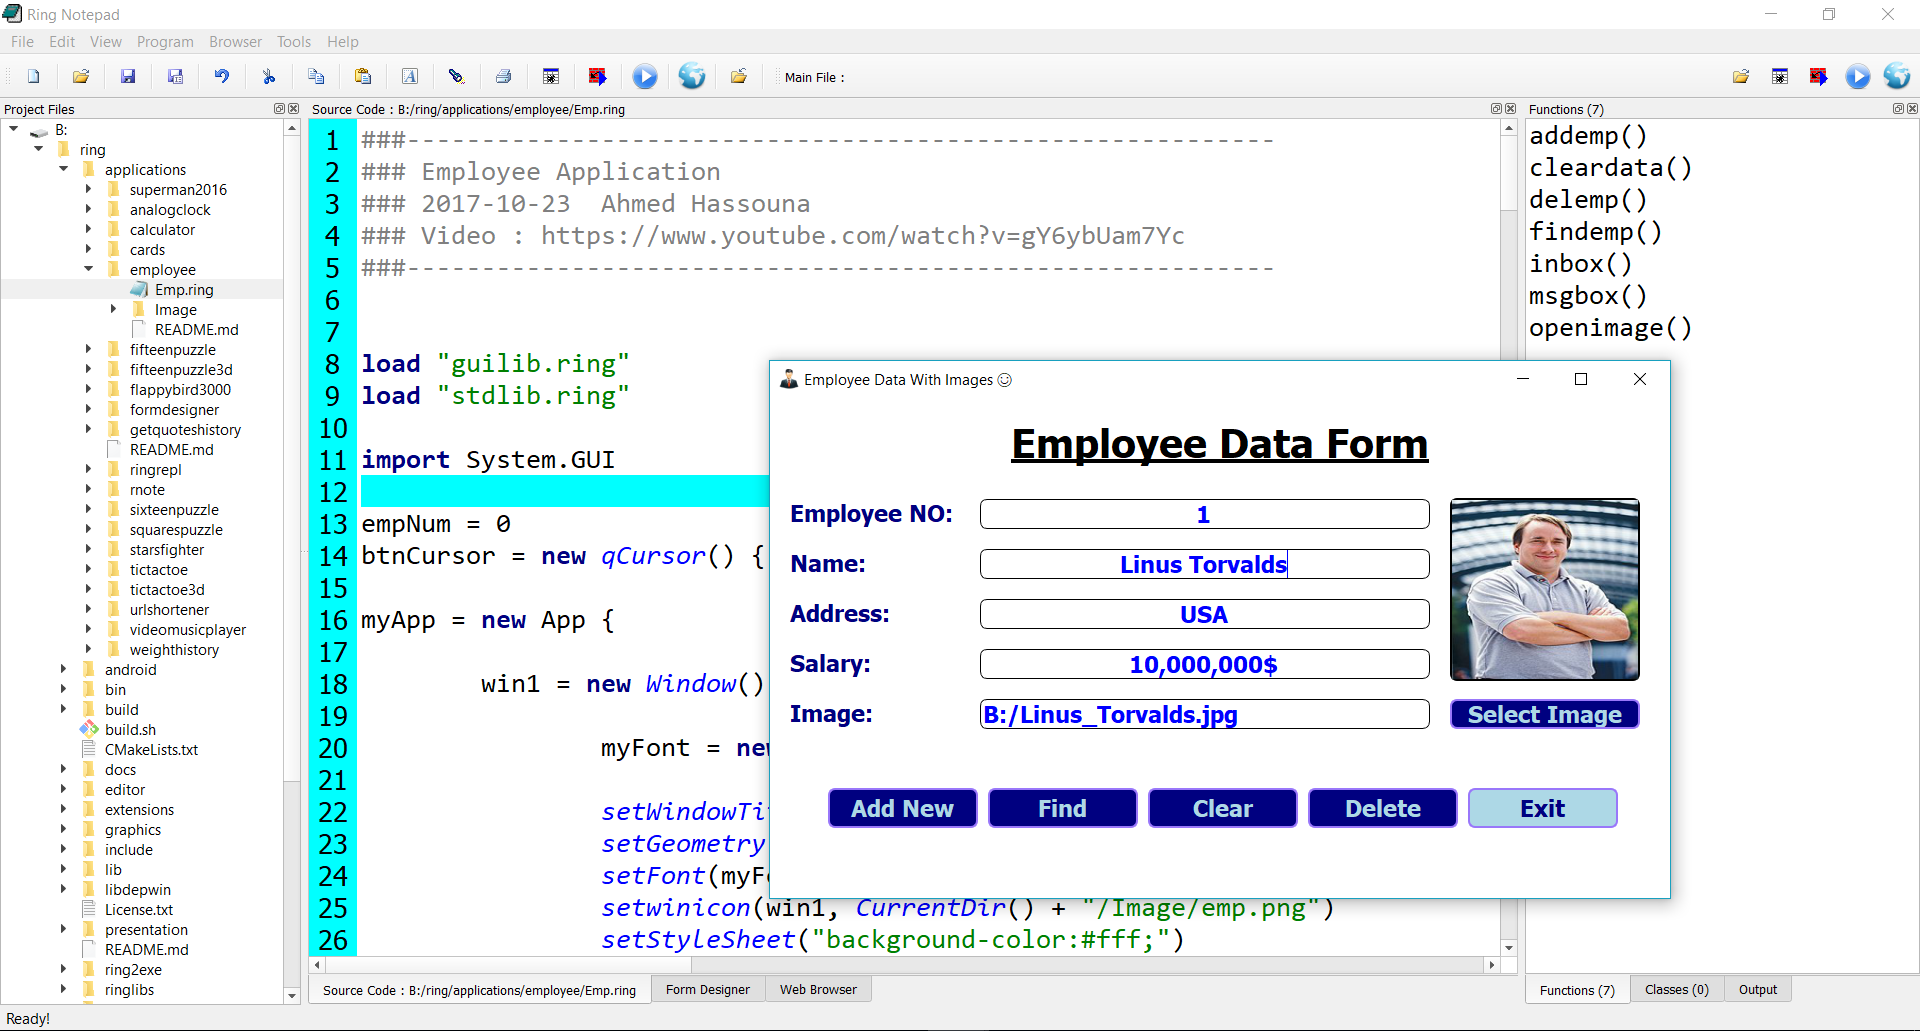 Ring Notepad
File Edit View Program Browser Tools Help
Main File :
Project Files
B:
ring
applications
superman2016
analogclock
calculator
cards
employee
Emp.ring
Image
README.md
fifteenpuzzle
fifteenpuzzle3d
flappybird3000
formdesigner
getquoteshistory
README.md
ringrepl
rnote
sixteenpuzzle
squarespuzzle
starsfighter
tictactoe
tictactoe3d
urlshortener
videomusicplayer
weighthistory
android
bin
build
build.sh
CMakeLists.txt
docs
editor
extensions
graphics
include
lib
libdepwin
License.txt
presentation
README.md
ring2exe
ringlibs
Source Code : B:/ring/applications/employee/Emp.ring
1 ###----------------------------------------------------------
2 ### Employee Application
3 ### 2017-10-23  Ahmed Hassouna
4 ### Video : https://www.youtube.com/watch?v=gY6ybUam7Yc
5 ###----------------------------------------------------------
6
7
8 load "guilib.ring"
9 load "stdlib.ring"
10
11 import System.GUI
12
13 empNum = 0
14 btnCursor = new qCursor() {
15
16 myApp = new App {
17
18 win1 = new Window()
19
20 myFont = new
21
22 setWindowTi
23 setGeometry
24 setFont(myF
25 setwinicon(win1, CurrentDir() + "/Image/emp.png")
26 setStyleSheet("background-color:#fff;")
Source Code : B:/ring/applications/employee/Emp.ring
Form Designer
Web Browser
Functions (7)
addemp()
cleardata()
delemp()
findemp()
inbox()
msgbox()
openimage()
Functions (7)
Classes (0)
Output
Employee Data With Images ☺
Employee Data Form
Employee NO: 1
Name: Linus Torvalds
Address: USA
Salary: 10,000,000$
Image: B:/Linus_Torvalds.jpg
Select Image
Add New
Find
Clear
Delete
Exit
Ready!